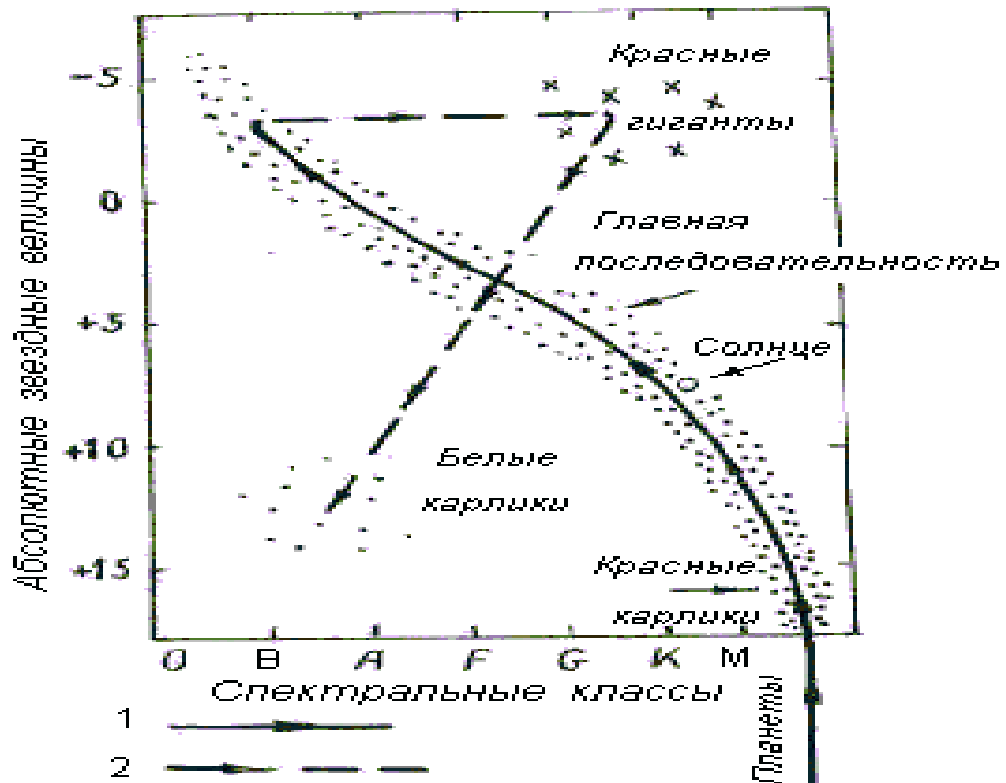 Красные
гиганты
Главная
последовательность
Солнце
Белые
карлики
Красные
карлики
Абсолютные звездные величины
-5
0
+5
+10
+15
O B A F G K M
Спектральные классы
Планеты
1
2